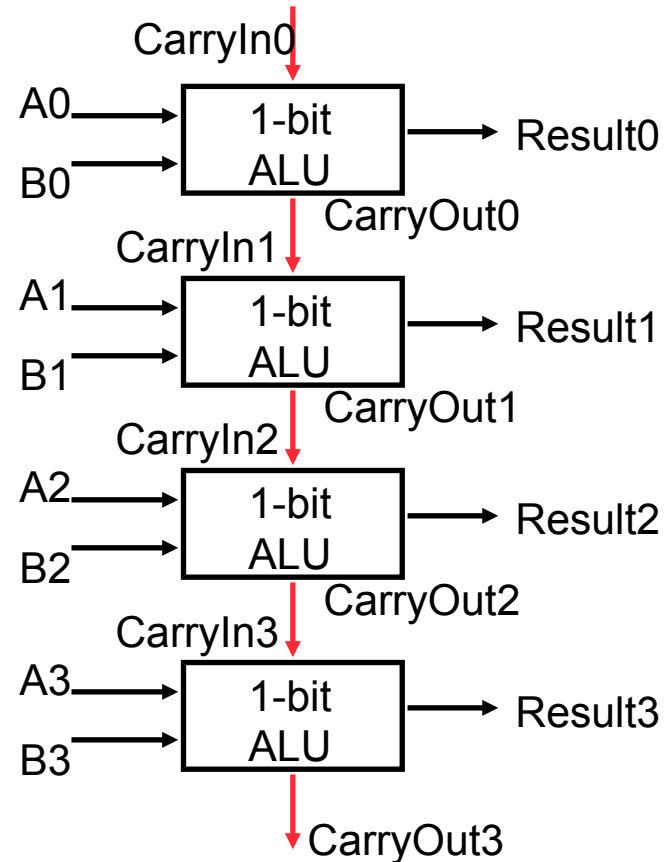 CarryIn0
A0
1-bit
Result0
B0
ALU
CarryOut0
CarryIn1
A1
1-bit
Result1
B1
ALU
CarryOut1
CarryIn2
A2
1-bit
Result2
B2
ALU
CarryOut2
CarryIn3
A3
1-bit
Result3
B3
ALU
CarryOut3